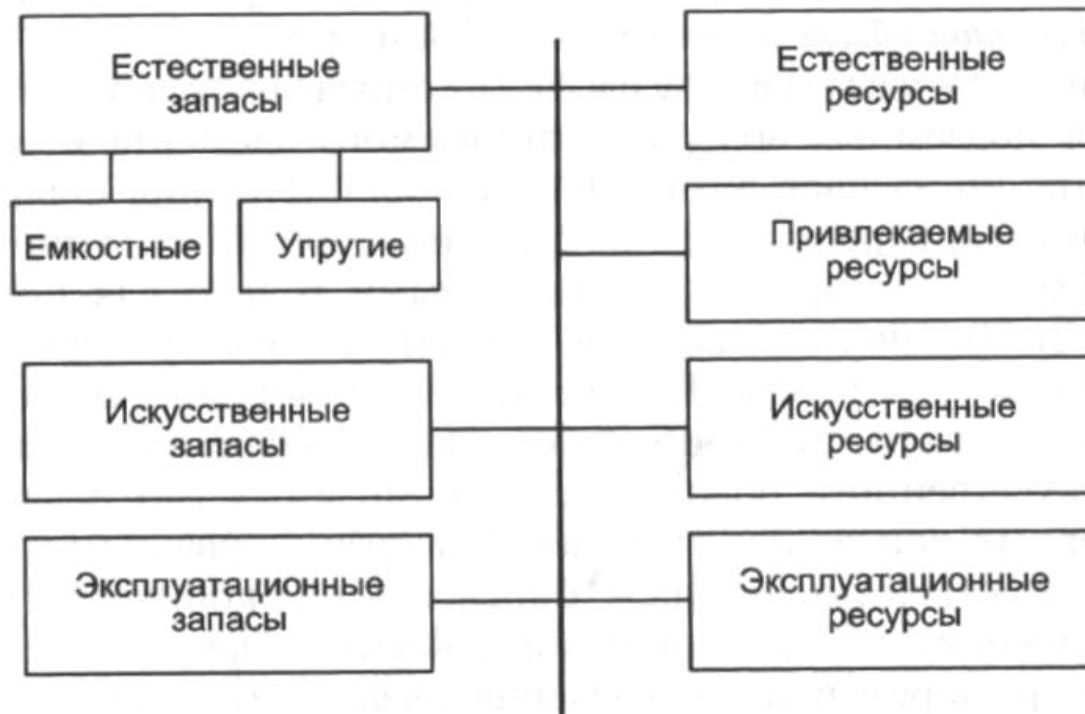 Естественные
запасы
Естественные
ресурсы
Емкостные
Упругие
Привлекаемые
ресурсы
Искусственные
запасы
Искусственные
ресурсы
Эксплуатационные
запасы
Эксплуатационные
ресурсы